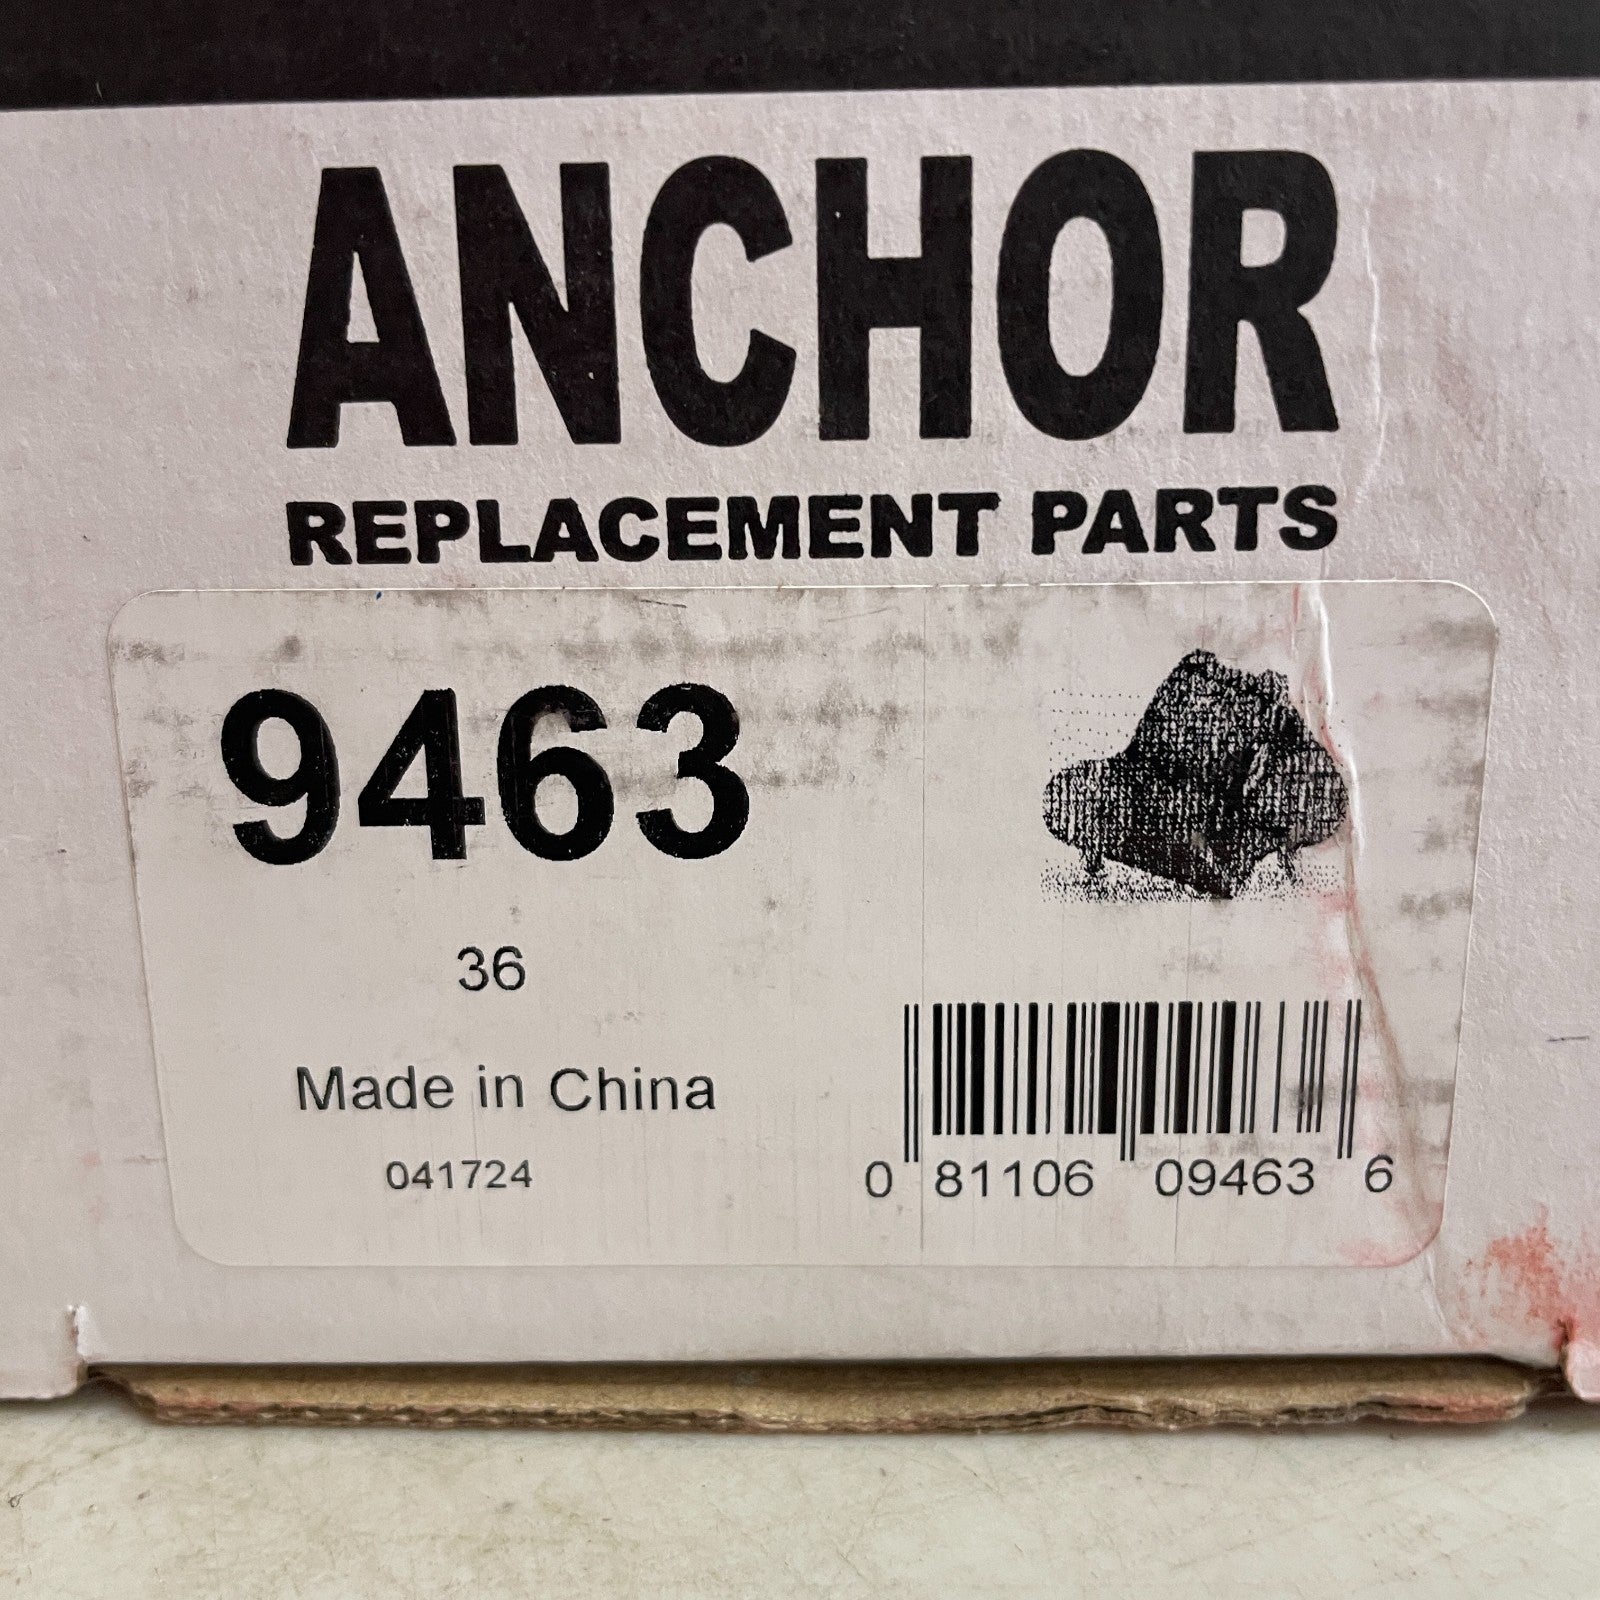 ANCHOR
REPLACEMENT PARTS
9463
36
Made in China
041724
0 81106 09463 6